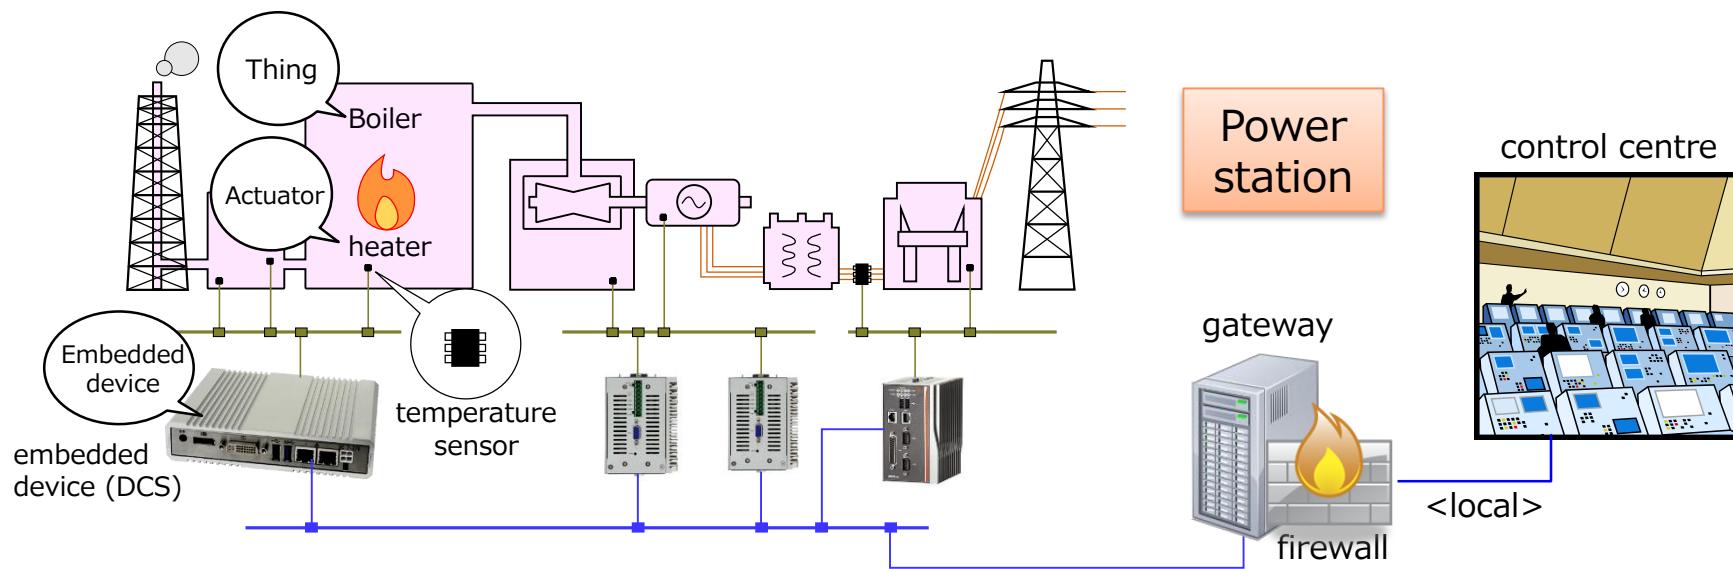 Thing
Boiler
Actuator
heater
Power
station
control centre
Embedded
device
temperature
sensor
embedded
device (DCS)
gateway
firewall
<local>